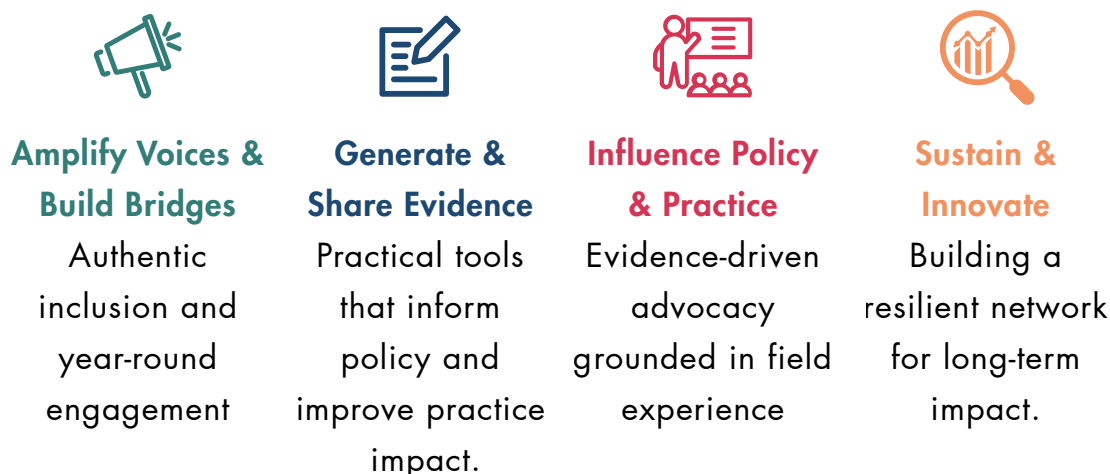 Amplify Voices &
Build Bridges
Authentic
inclusion and
year-round
engagement
Generate &
Share Evidence
Practical tools
that inform
policy and
improve practice
impact.
Influence Policy
& Practice
Evidence-driven
advocacy
grounded in field
experience
Sustain &
Innovate
Building a
resilient network
for long-term
impact.